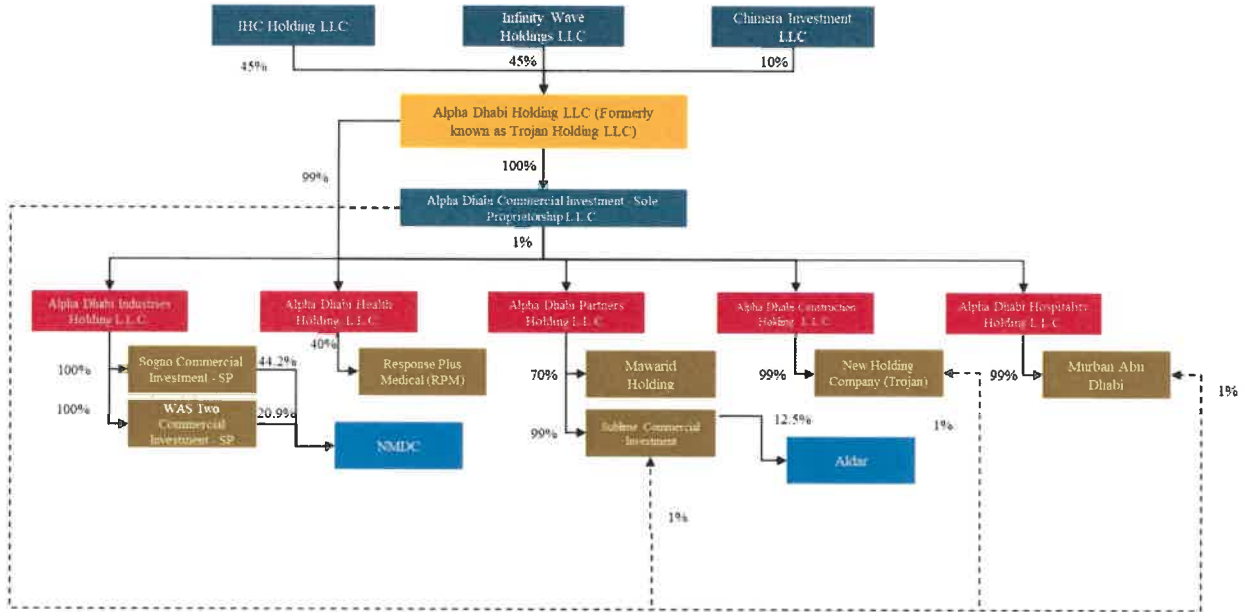 IHC Holding LLC
Infinity Wave
Holdings LLC
Chimera Investment
LLC
45%
45%
10%
Alpha Dhabi Holding LLC (Formerly
known as Trojan Holding LLC)
100%
99%
Alpha Dhabi Commercial Investment - Sole
Proprietorship L L C
1%
Alpha Dhabi Industries
Holding L L C
Alpha Dhabi Health
Holding L L C
Alpha Dhabi Partners
Holding L L C
Alpha Dhabi Construction
Holding L L C
Alpha Dhabi Hospitality
Holding L L C
40%
100%
Sogno Commercial
Investment - SP
44.2%
Response Plus
Medical (RPM)
70%
Mawarid
Holding
99%
New Holding
Company (Trojan)
99%
Murban Abu
Dhabi
1%
100%
WAS Two
Commercial
Investment - SP
20.9%
NMDC
99%
Sublime Commercial
Investment
12.5%
1%
Aldar
1%